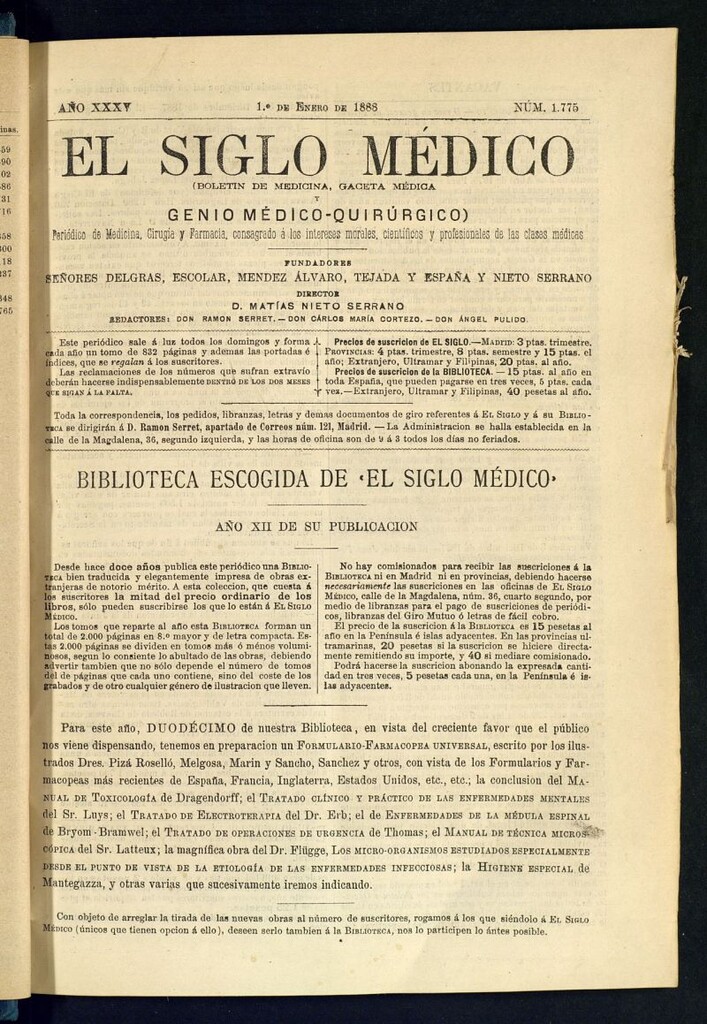 inas.
59
90
02
86
31
16
358
300
118
237
348
765
AÑO XXXV 1.º DE ENERO DE 1888 NÚM. 1.775
EL SIGLO MÉDICO
(BOLETIN DE MEDICINA, GACETA MÉDICA
Y
GENIO MÉDICO-QUIRÚRGICO)
Periódico de Medicina, Cirugía y Farmacia, consagrado á los intereses morales, científicos y profesionales de las clases médicas
FUNDADORES
SEÑORES DELGRAS, ESCOLAR, MENDEZ ÁLVARO, TEJADA Y ESPAÑA Y NIETO SERRANO
DIRECTOR
D. MATÍAS NIETO SERRANO
REDACTORES: DON RAMON SERRET.—DON CÁRLOS MARÍA CORTEZO.—DON ÁNGEL PULIDO.
Este periódico sale á luz todos los domingos y forma
cada año un tomo de 832 páginas y ademas las portadas é
índices, que se regalan á los suscritores.
Las reclamaciones de los números que sufran extravío
deberán hacerse indispensablemente DENTRO DE LOS DOS MESES
QUE SIGAN Á LA FALTA.
Precios de suscricion de EL SIGLO.—MADRID: 3 ptas. trimestre.
PROVINCIAS: 4 ptas. trimestre, 8 ptas. semestre y 15 ptas. el
año; Extranjero, Ultramar y Filipinas, 20 ptas. al año.
Precios de suscricion de la BIBLIOTECA.—15 ptas. al año en
toda España, que pueden pagarse en tres veces, 5 ptas. cada
vez.—Extranjero, Ultramar y Filipinas, 40 pesetas al año.
Toda la correspondencia, los pedidos, libranzas, letras y demas documentos de giro referentes á EL SIGLO y á su BIBLIO-
TECA se dirigirán á D. Ramon Serret, apartado de Correos núm. 121, Madrid.—La Administracion se halla establecida en la
calle de la Magdalena, 36, segundo izquierda, y las horas de oficina son de 9 á 3 todos los dias no feriados.
BIBLIOTECA ESCOGIDA DE «EL SIGLO MÉDICO»
AÑO XII DE SU PUBLICACION
Desde hace doce años publica este periódico una BIBLIO-
TECA bien traducida y elegantemente impresa de obras ex-
tranjeras de notorio mérito. A esta coleccion, que cuesta á
los suscritores la mitad del precio ordinario de los
libros, sólo pueden suscribirse los que lo están á EL SIGLO
MÉDICO.
Los tomos que reparte al año esta BIBLIOTECA forman un
total de 2.000 páginas en 8.º mayor y de letra compacta. Es-
tas 2.000 páginas se dividen en tomos más ó menos volumi-
nosos, segun lo consiente lo abultado de las obras, debiendo
advertir tambien que no sólo depende el número de tomos
del de páginas que cada uno contiene, sino del coste de los
grabados y de otro cualquier género de ilustracion que lleven.
No hay comisionados para recibir las suscriciones á la
BIBLIOTECA ni en Madrid ni en provincias, debiendo hacerse
necesariamente las suscriciones en las oficinas de EL SIGLO
MÉDICO, calle de la Magdalena, núm. 36, cuarto segundo, por
medio de libranzas para el pago de suscriciones de periódi-
cos, libranzas del Giro Mutuo ó letras de fácil cobro.
El precio de la suscricion á la BIBLIOTECA es 15 pesetas al
año en la Península é islas adyacentes. En las provincias ul-
tramarinas, 20 pesetas si la suscricion se hiciere directa-
mente remitiendo su importe, y 40 si mediare comisionado.
Podrá hacerse la suscricion abonando la expresada canti-
dad en tres veces, 5 pesetas cada una, en la Península é is-
las adyacentes.
Para este año, DUODÉCIMO de nuestra Biblioteca, en vista del creciente favor que el público
nos viene dispensando, tenemos en preparacion un FORMULARIO-FARMACOPEA UNIVERSAL, escrito por los ilus-
trados Dres. Pizá Roselló, Melgosa, Marin y Sancho, Sanchez y otros, con vista de los Formularios y Far-
macopeas más recientes de España, Francia, Inglaterra, Estados Unidos, etc., etc.; la conclusion del MA-
NUAL DE TOXICOLOGÍA de Dragendorff; el TRATADO CLÍNICO Y PRÁCTICO DE LAS ENFERMEDADES MENTALES
del Sr. Luys; el TRATADO DE ELECTROTERAPIA del Dr. Erb; el de ENFERMEDADES DE LA MÉDULA ESPINAL
de Bryom-Bramwel; el TRATADO DE OPERACIONES DE URGENCIA de Thomas; el MANUAL DE TÉCNICA MICROS-
CÓPICA del Sr. Latteux; la magnífica obra del Dr. Flügge, LOS MICRO-ORGANISMOS ESTUDIADOS ESPECIALMENTE
DESDE EL PUNTO DE VISTA DE LA ETIOLOGÍA DE LAS ENFERMEDADES INFECCIOSAS; la HIGIENE ESPECIAL de
Mantegazza, y otras varias que sucesivamente iremos indicando.
Con objeto de arreglar la tirada de las nuevas obras al número de suscritores, rogamos á los que siéndolo á EL SIGLO
MÉDICO (únicos que tienen opcion á ello), deseen serlo tambien á la BIBLIOTECA, nos lo participen lo ántes posible.